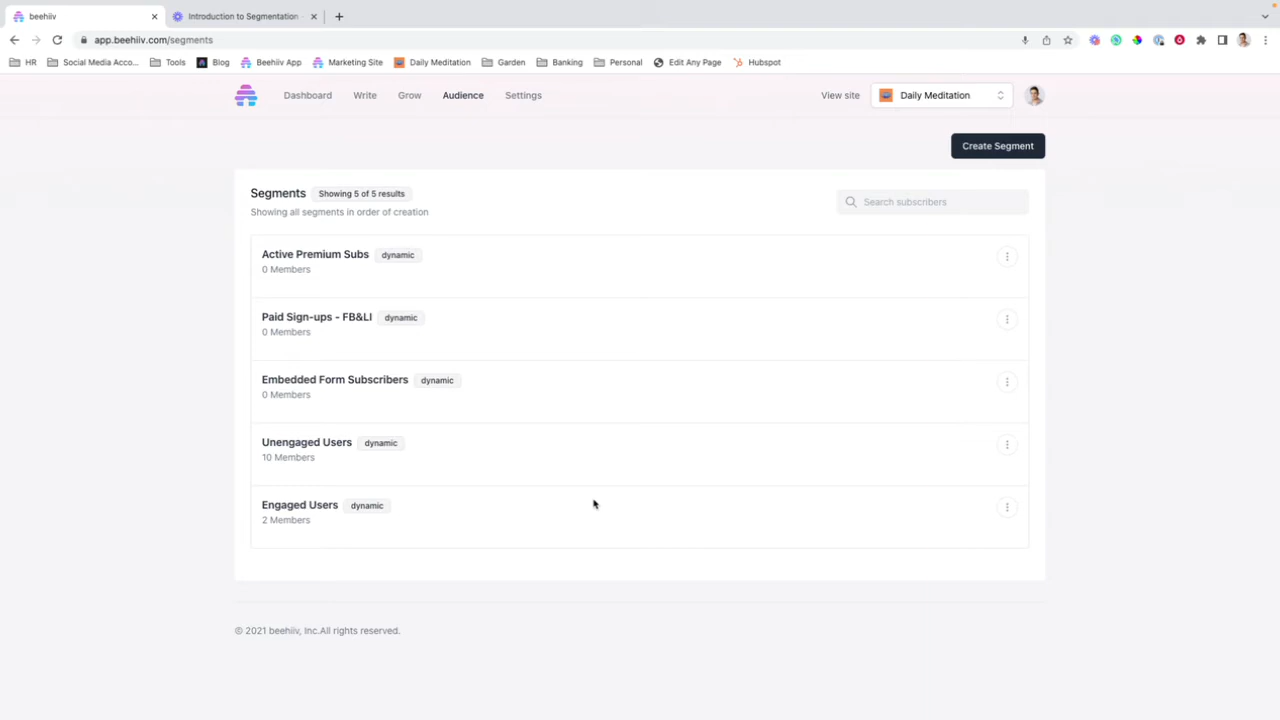 beehiiv
Introduction to Segmentation
app.beehiiv.com/segments
HR Social Media Acco... Tools Blog Beehiiv App Marketing Site Daily Meditation Garden Banking Personal Edit Any Page Hubspot
Dashboard Write Grow Audience Settings View site Daily Meditation
Create Segment
Segments Showing 5 of 5 results
Showing all segments in order of creation
Search subscribers
Active Premium Subs dynamic
0 Members
Paid Sign-ups - FB&LI dynamic
0 Members
Embedded Form Subscribers dynamic
0 Members
Unengaged Users dynamic
10 Members
Engaged Users dynamic
2 Members
© 2021 beehiiv, Inc.All rights reserved.